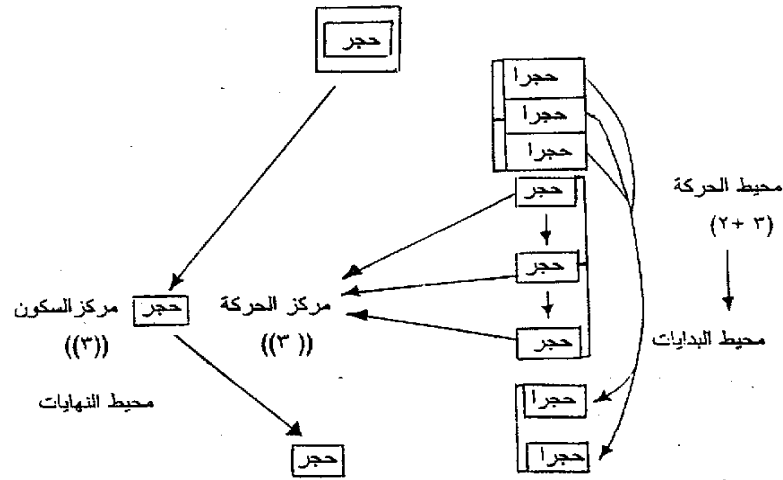 حجر
حجرا
حجرا
حجرا
حجر
محيط الحركة
(٣ + ٢)
حجر
حجر
مركز الحركة
((٣ ))
حجر
مركز السكون
((٣))
محيط البدايات
محيط النهايات
حجرا
حجرا
حجر